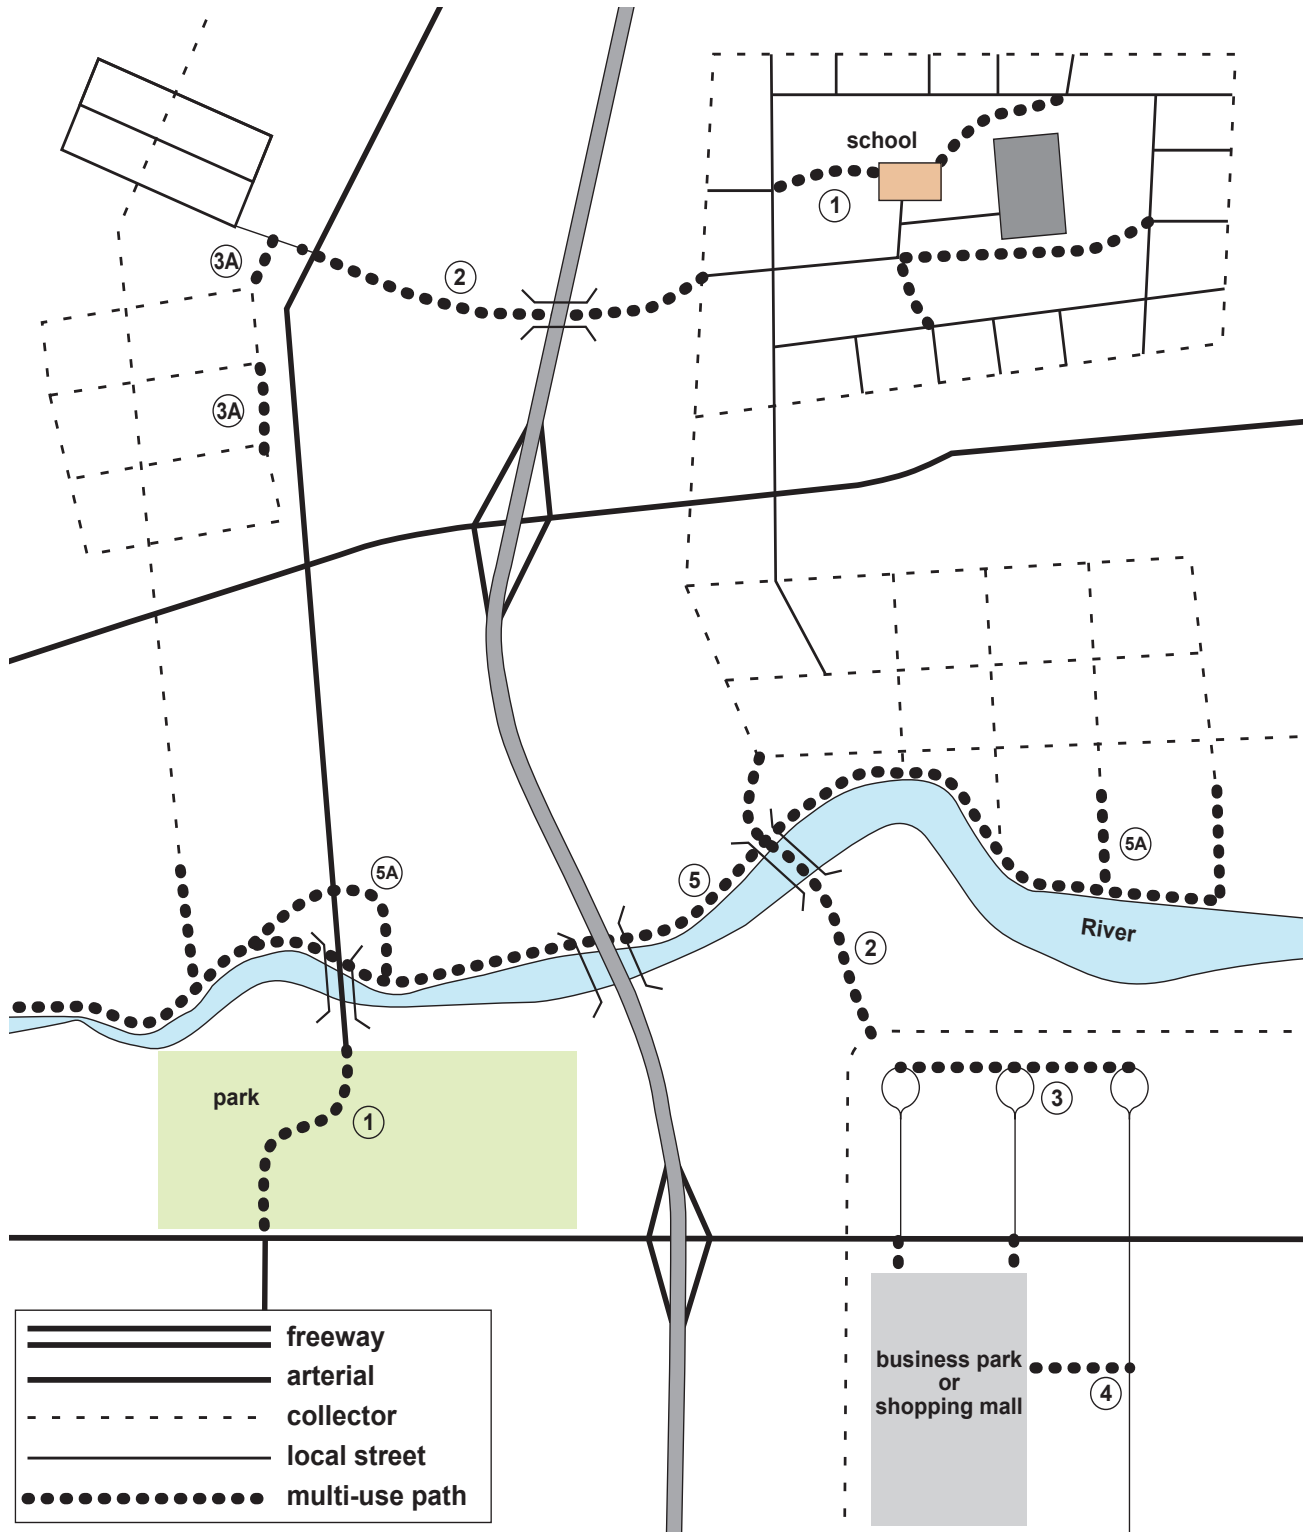 school
1
3A
2
3A
5A
5A
5
River
2
park
3
1
business park
or
shopping mall
4
freeway
arterial
collector
local street
multi-use path